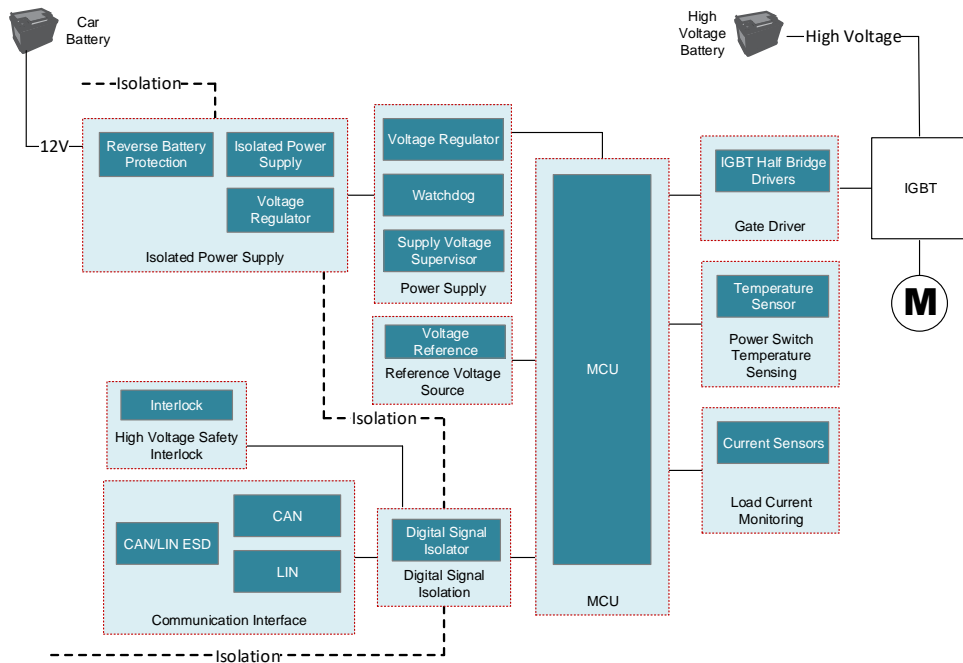 Car
Battery
High
Voltage
Battery
High Voltage
Isolation
12V
Reverse Battery
Protection
Isolated Power
Supply
Voltage
Regulator
Isolated Power Supply
Voltage Regulator
Watchdog
Supply Voltage
Supervisor
Power Supply
Voltage
Reference
Reference Voltage
Source
MCU
MCU
IGBT Half Bridge
Drivers
Gate Driver
IGBT
M
Temperature
Sensor
Power Switch
Temperature
Sensing
Current Sensors
Load Current
Monitoring
Isolation
Interlock
High Voltage Safety
Interlock
CAN/LIN ESD
CAN
LIN
Communication Interface
Digital Signal
Isolator
Digital Signal
Isolation
Isolation